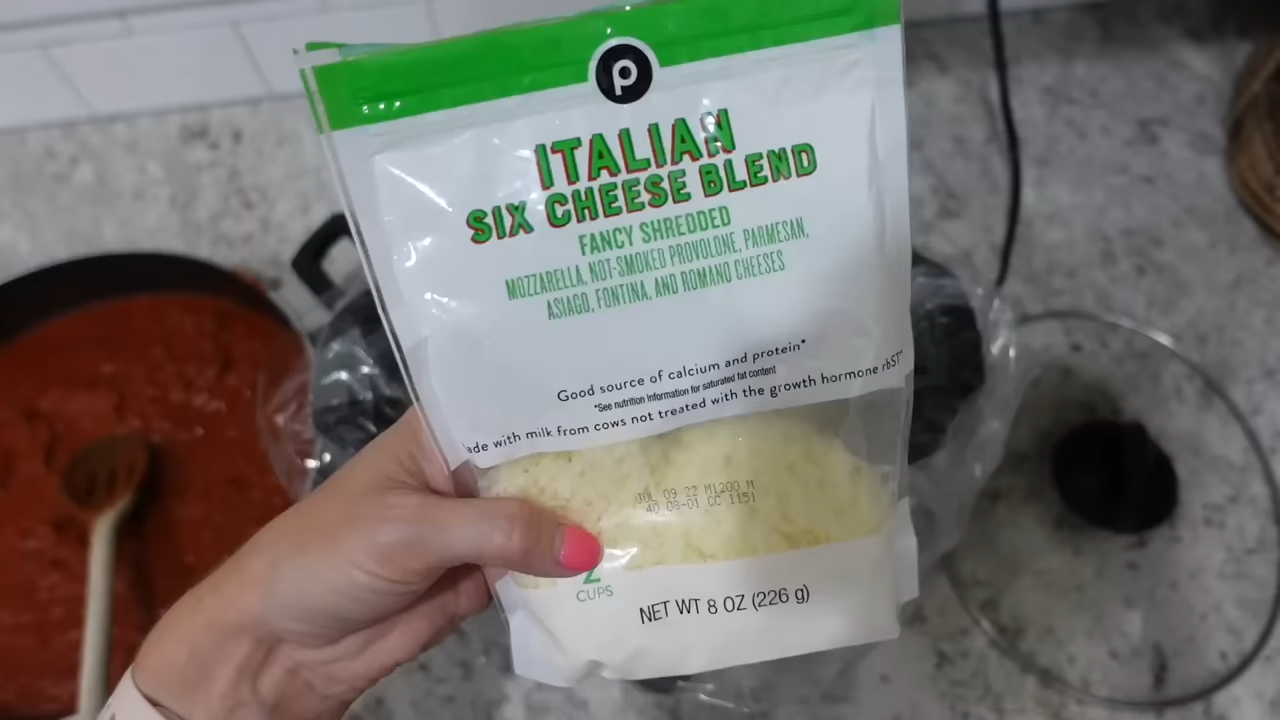 p
ITALIAN
SIX CHEESE BLEND
FANCY SHREDDED
MOZZARELLA, NOT-SMOKED PROVOLONE, PARMESAN,
ASIAGO, FONTINA, AND ROMANO CHEESES
Good source of calcium and protein*
*See nutrition information for saturated fat content
ade with milk from cows not treated with the growth hormone rbST*
JUL 09 22 M1200 M
40 08-01 CC 1151
2
CUPS
NET WT 8 OZ (226 g)